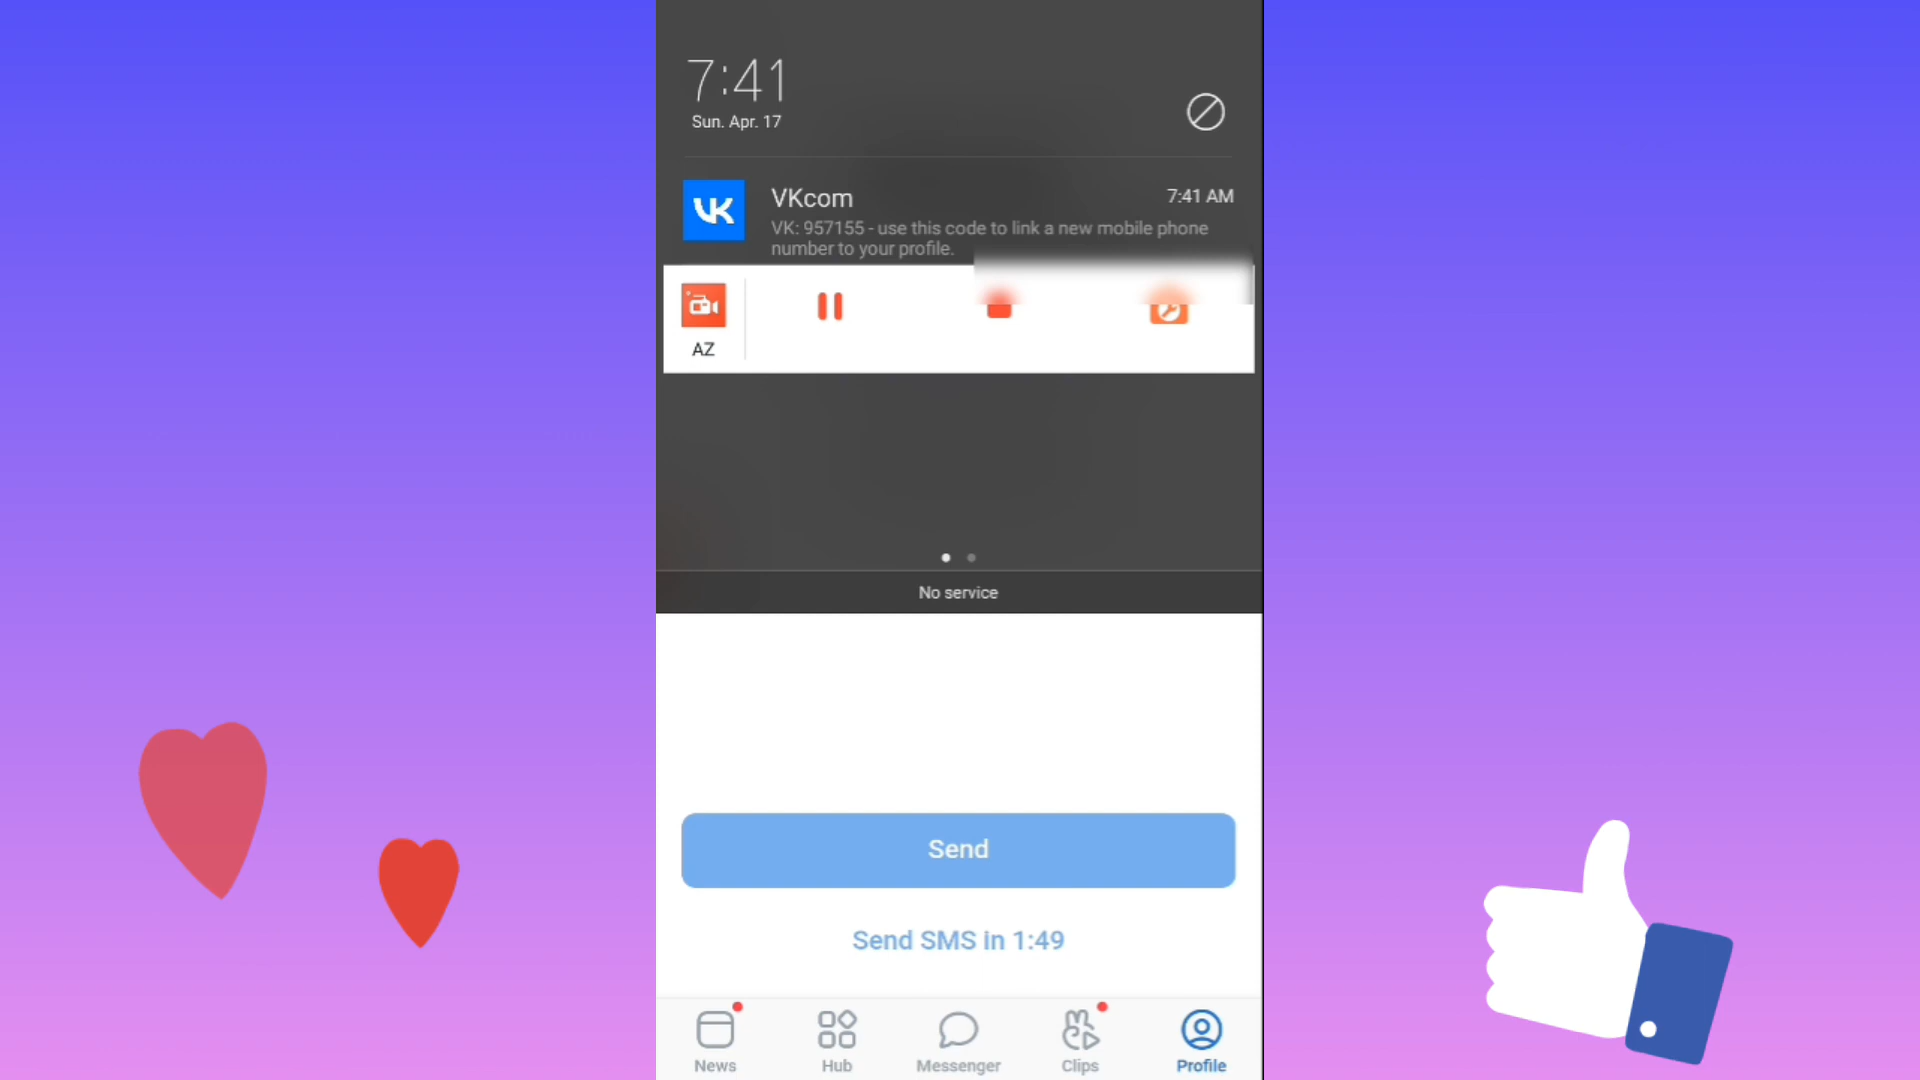 7:41
Sun. Apr. 17
VK
VKcom
7:41 AM
VK: 957155 - use this code to link a new mobile phone
number to your profile.
AZ
No service
Send
Send SMS in 1:49
News
Hub
Messenger
Clips
Profile